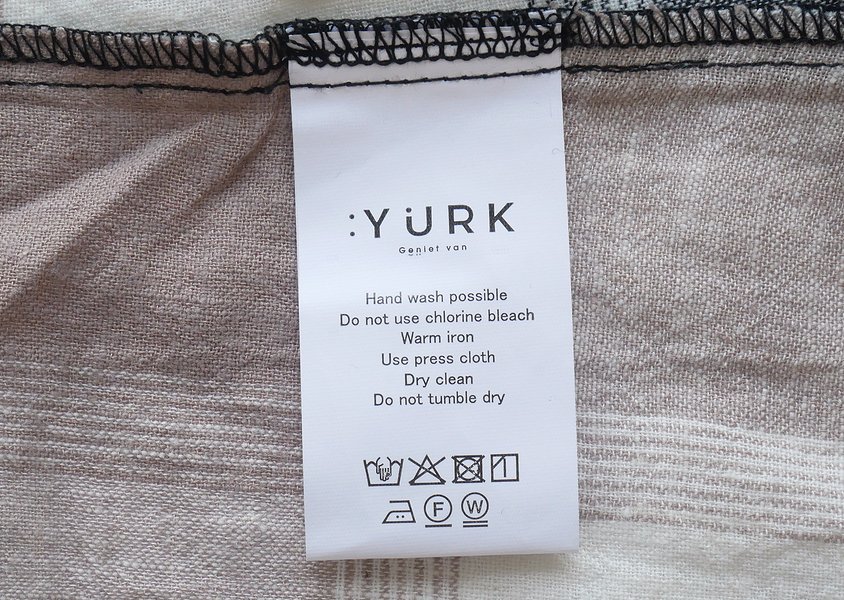 :YÜRK
Geniet van
Hand wash possible
Do not use chlorine bleach
Warm iron
Use press cloth
Dry clean
Do not tumble dry
F W